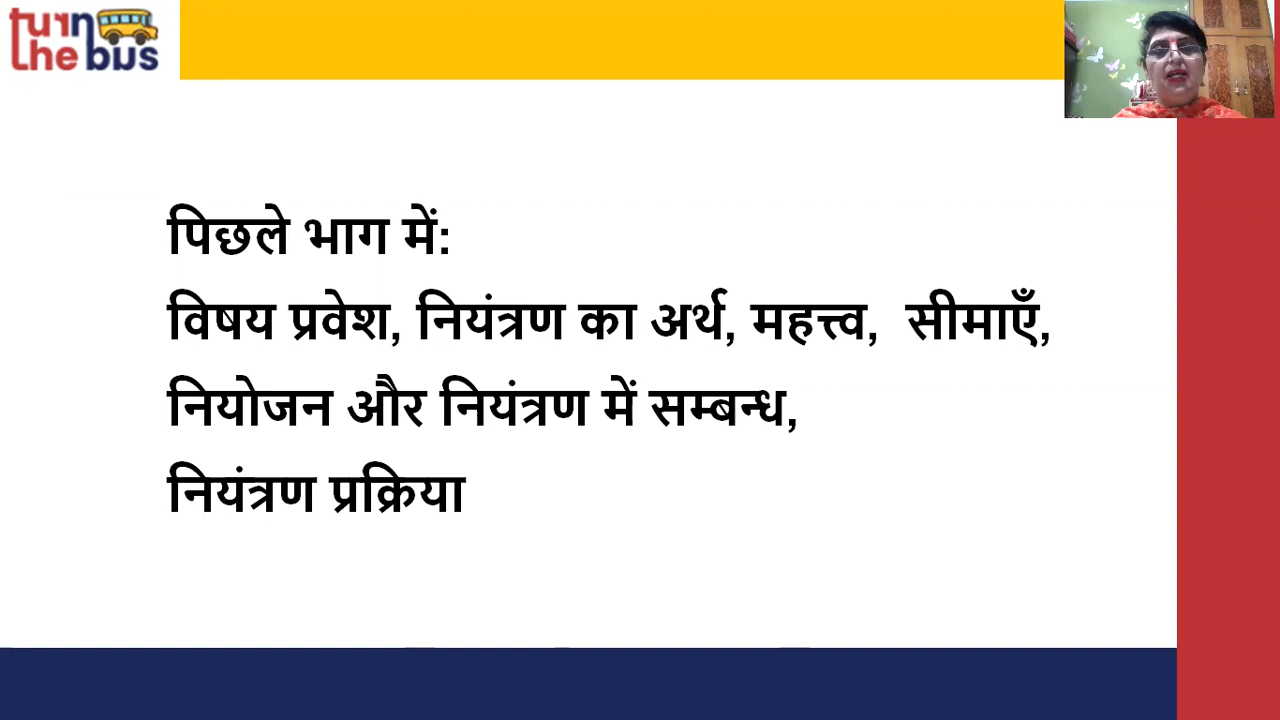 turn
the bus
पिछले भाग में:
विषय प्रवेश, नियंत्रण का अर्थ, महत्त्व, सीमाएँ,
नियोजन और नियंत्रण में सम्बन्ध,
नियंत्रण प्रक्रिया